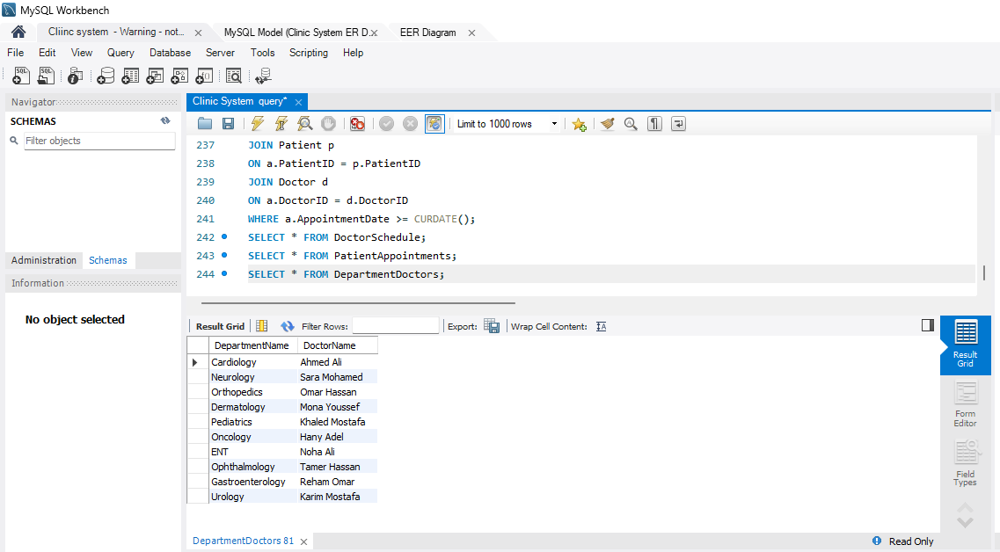 MySQL Workbench
Cliinc system - Warning - not...
MySQL Model (Clinic System ER D...
EER Diagram
File Edit View Query Database Server Tools Scripting Help
Navigator
SCHEMAS
Filter objects
Administration Schemas
Information
No object selected
Clinic System query*
Limit to 1000 rows
237 JOIN Patient p
238 ON a.PatientID = p.PatientID
239 JOIN Doctor d
240 ON a.DoctorID = d.DoctorID
241 WHERE a.AppointmentDate >= CURDATE();
242 SELECT * FROM DoctorSchedule;
243 SELECT * FROM PatientAppointments;
244 SELECT * FROM DepartmentDoctors;
Result Grid Filter Rows: Export: Wrap Cell Content:
DepartmentName DoctorName
Cardiology Ahmed Ali
Neurology Sara Mohamed
Orthopedics Omar Hassan
Dermatology Mona Youssef
Pediatrics Khaled Mostafa
Oncology Hany Adel
ENT Noha Ali
Ophthalmology Tamer Hassan
Gastroenterology Reham Omar
Urology Karim Mostafa
Result
Grid
Form
Editor
Field
Types
DepartmentDoctors 81
Read Only